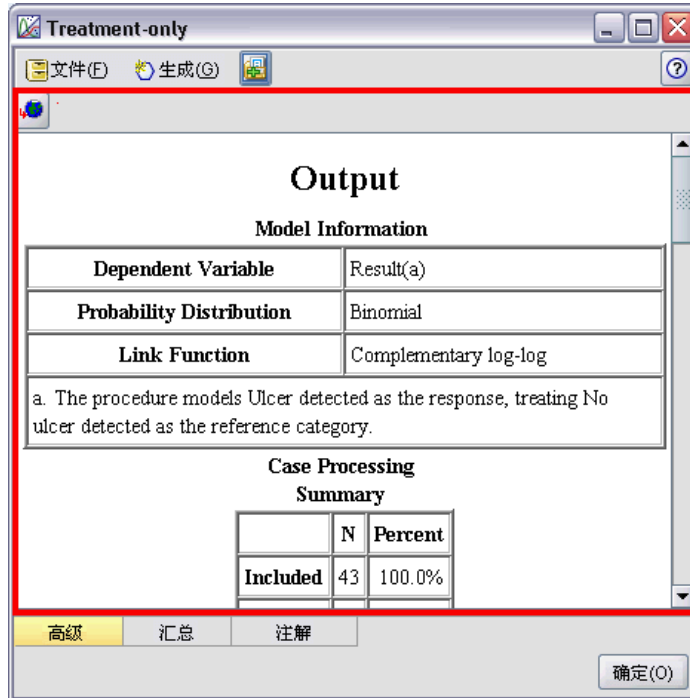 Treatment-only
文件(F) 生成(G)
Output
Model Information
Dependent Variable Result(a)
Probability Distribution Binomial
Link Function Complementary log-log
a. The procedure models Ulcer detected as the response, treating No
ulcer detected as the reference category.
Case Processing
Summary
N Percent
Included 43 100.0%
高级 汇总 注解
确定(O)